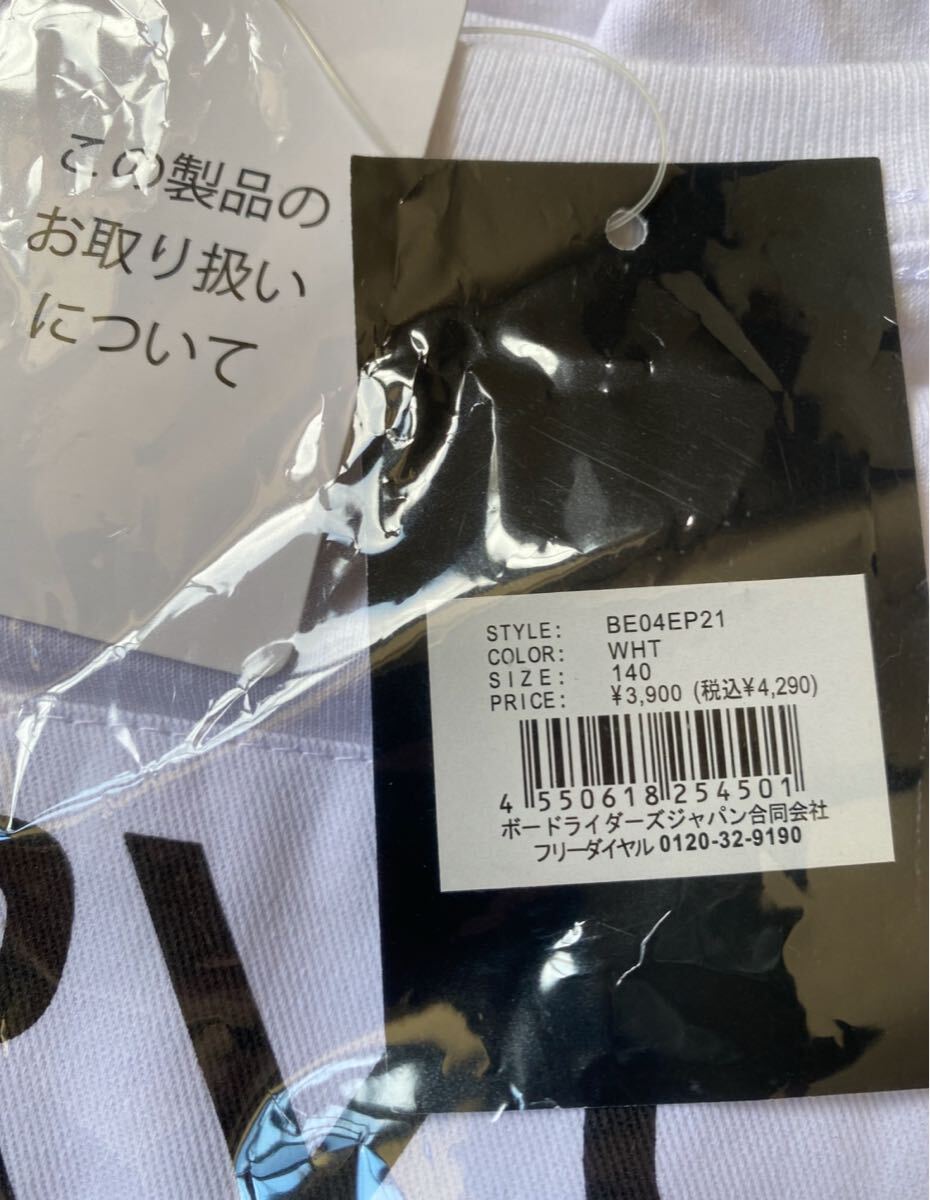 この製品の
お取り扱い
について
STYLE: BE04EP21
COLOR: WHT
SIZE: 140
PRICE: ¥3,900 (税込¥4,290)
4 550618 254501
ボードライダーズジャパン合同会社
フリーダイヤル 0120-32-9190